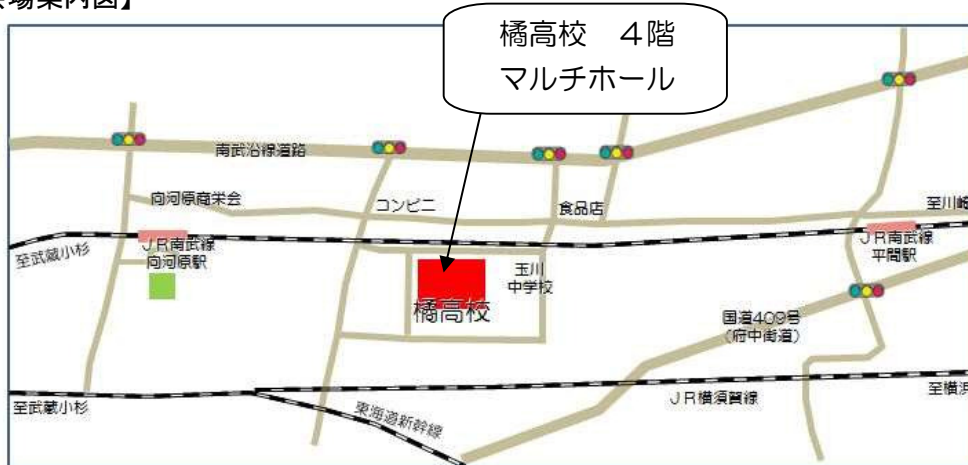 場案内図】
橘高校 4階
マルチホール
南武沿線道路
向河原商栄会
コンビニ
食品店
至川崎
至武蔵小杉
JR南武線
向河原駅
JR南武線
平間駅
玉川
中学校
橘高校
国道409号
(府中街道)
至武蔵小杉
東海道新幹線
JR横須賀線
至横浜